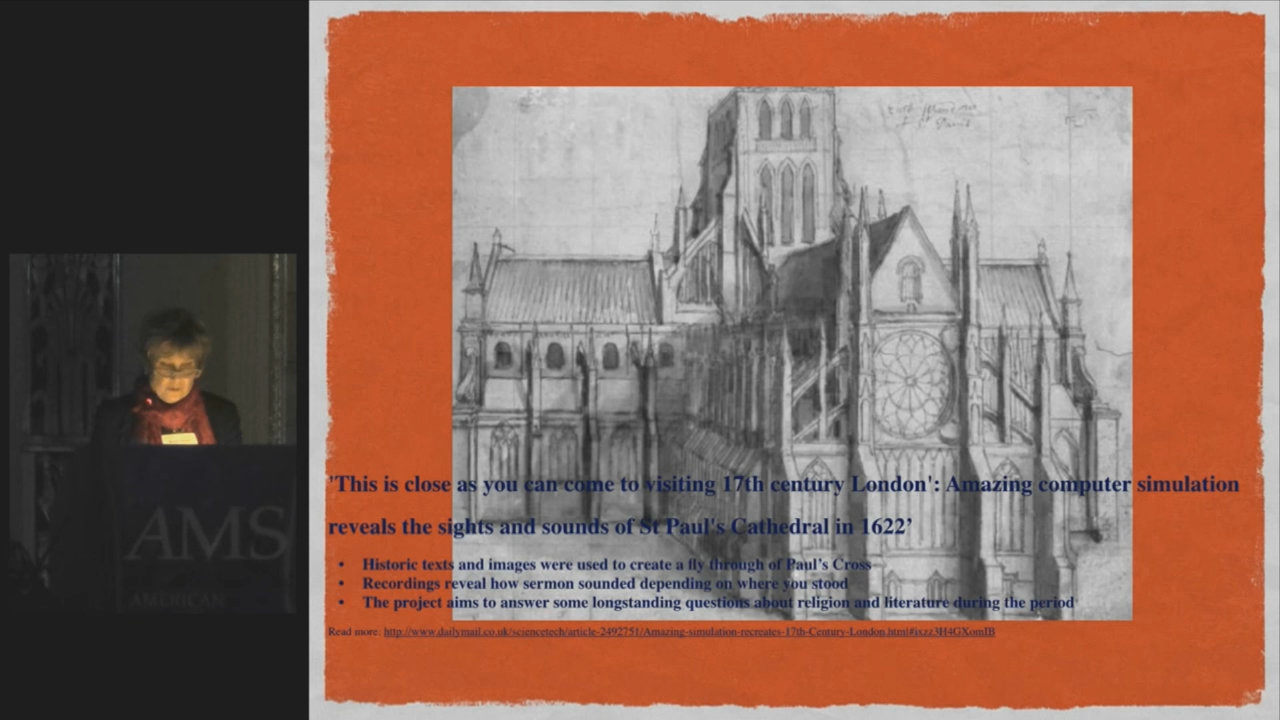 'This is close as you can come to visiting 17th century London': Amazing computer simulation
reveals the sights and sounds of St Paul's Cathedral in 1622’
• Historic texts and images were used to create a fly through of Paul’s Cross
• Recordings reveal how sermon sounded depending on where you stood
• The project aims to answer some longstanding questions about religion and literature during the period
Read more: http://www.dailymail.co.uk/sciencetech/article-2492751/Amazing-simulation-recreates-17th-Century-London.html#ixzz3H4GXomIB
AMS
AMERICAN